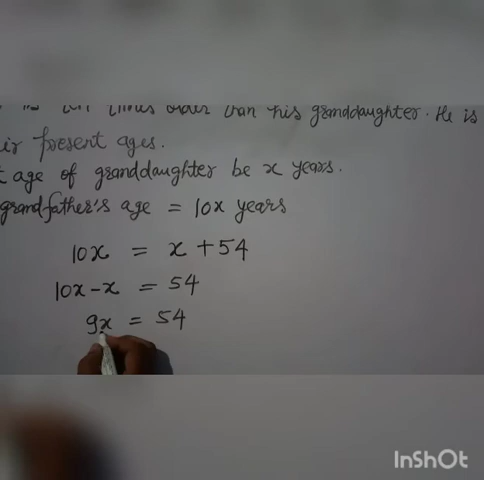 times older than his granddaughter. He is
present ages.
age of granddaughter be x years.
grandfather's age = 10x years
10x = x + 54
10x - x = 54
9x = 54
InShOt